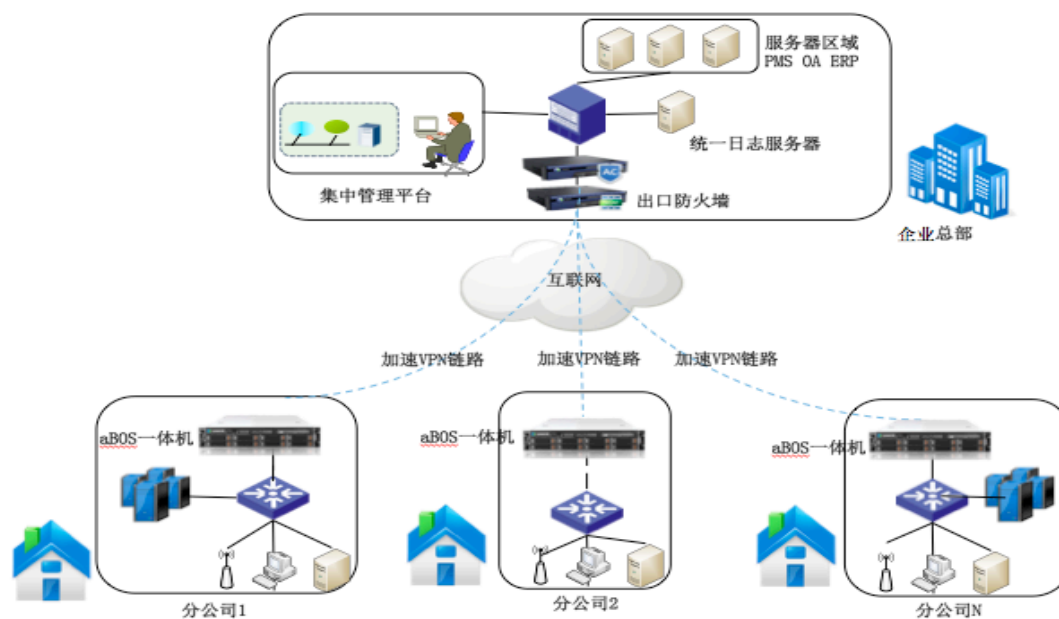 服务器区域
PMS OA ERP
统一日志服务器
集中管理平台
AC
出口防火墙
企业总部
互联网
加速VPN链路
加速VPN链路
加速VPN链路
aBOS一体机
aBOS一体机
aBOS一体机
分公司1
分公司2
分公司N